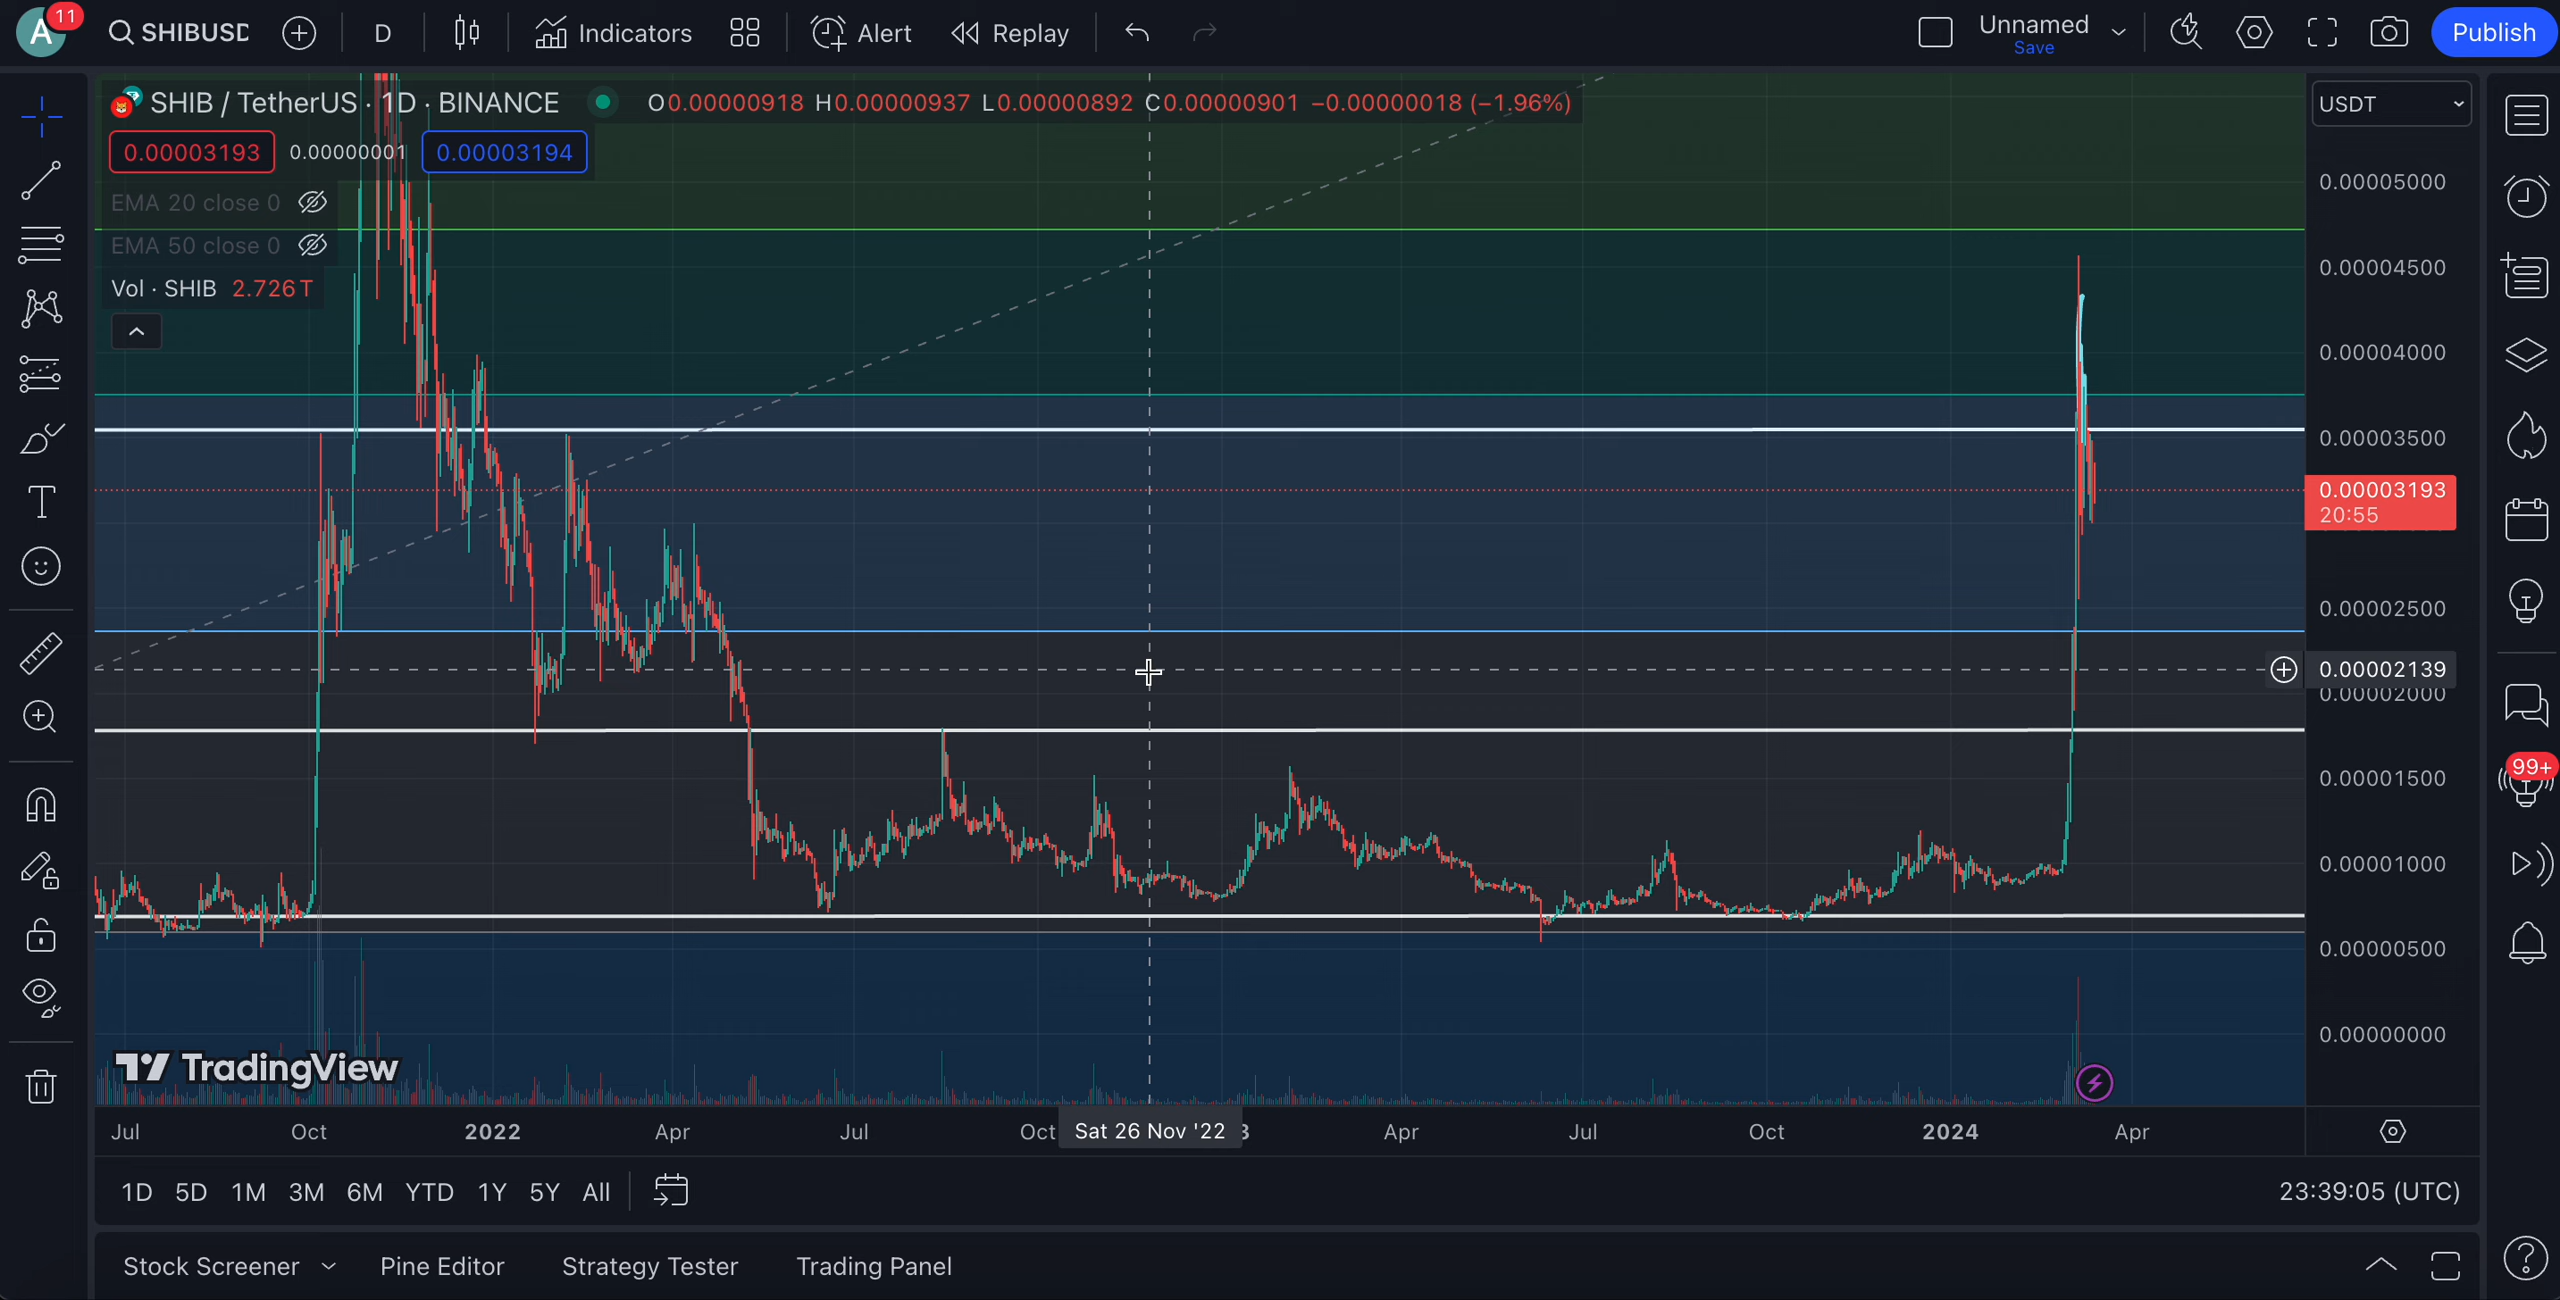 A 11 SHIBUSD D Indicators Alert Replay Unnamed Save Publish
SHIB / TetherUS · 1D · BINANCE O0.00000918 H0.00000937 L0.00000892 C0.00000901 −0.00000018 (−1.96%)
USDT
0.00003193 0.00000001 0.00003194
EMA 20 close 0
EMA 50 close 0
Vol · SHIB 2.726T
0.00005000
0.00004500
0.00004000
0.00003500
0.00003193
20:55
0.00002500
0.00002139
0.00002000
0.00001500
0.00001000
0.00000500
0.00000000
99+
TradingView
Jul Oct 2022 Apr Jul Oct Sat 26 Nov '22 3 Apr Jul Oct 2024 Apr
1D 5D 1M 3M 6M YTD 1Y 5Y All 23:39:05 (UTC)
Stock Screener Pine Editor Strategy Tester Trading Panel